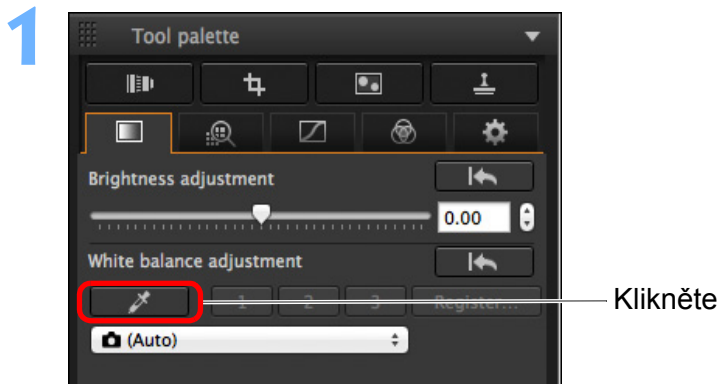 1
Tool palette
Brightness adjustment
0.00
White balance adjustment
1 2 3 Register...
Klikněte
(Auto)